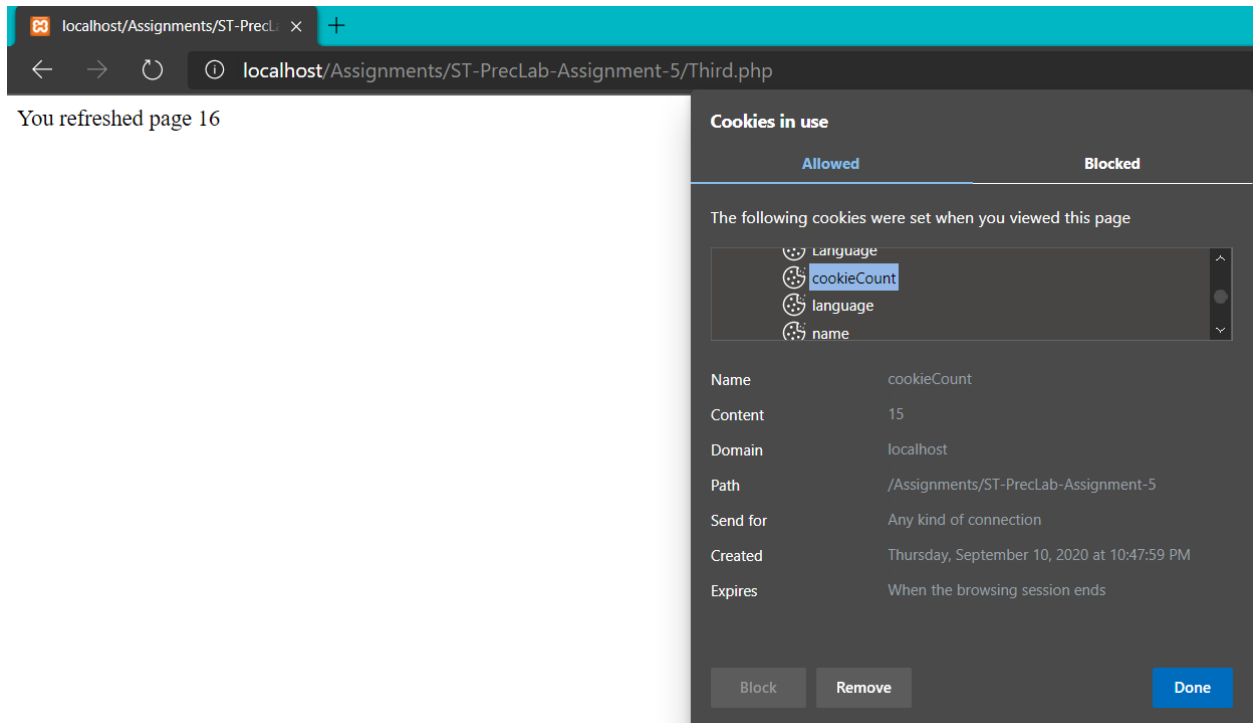 localhost/Assignments/ST-PrecL
localhost/Assignments/ST-PrecLab-Assignment-5/Third.php
You refreshed page 16
Cookies in use
Allowed Blocked
The following cookies were set when you viewed this page
Language
cookieCount
language
name
Name cookieCount
Content 15
Domain localhost
Path /Assignments/ST-PrecLab-Assignment-5
Send for Any kind of connection
Created Thursday, September 10, 2020 at 10:47:59 PM
Expires When the browsing session ends
Block Remove Done